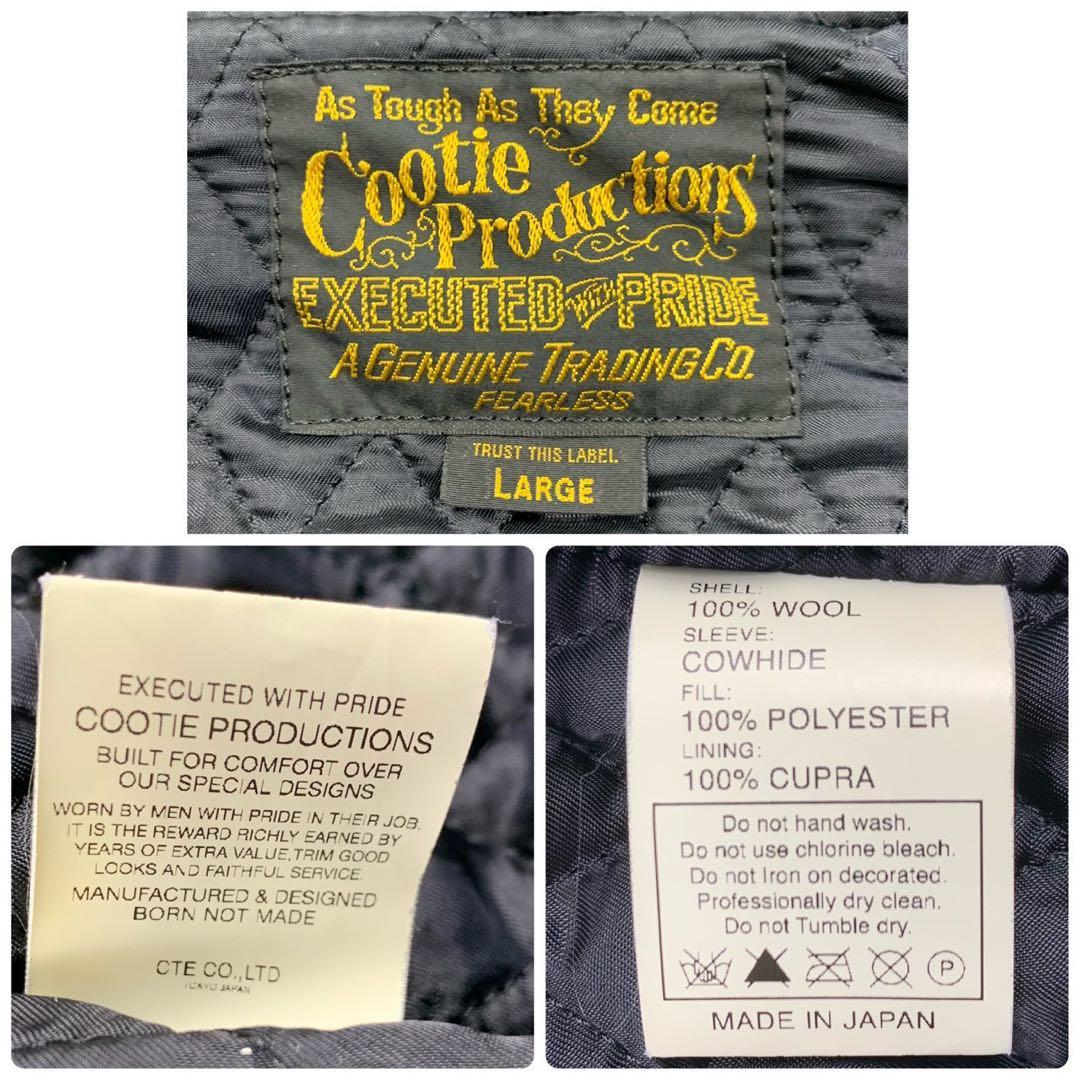 As Tough As They Come
Cootie
Productions
EXECUTED WITH PRIDE
A GENUINE TRADING CO.
FEARLESS
TRUST THIS LABEL
LARGE
EXECUTED WITH PRIDE
COOTIE PRODUCTIONS
BUILT FOR COMFORT OVER
OUR SPECIAL DESIGNS
WORN BY MEN WITH PRIDE IN THEIR JOB.
IT IS THE REWARD RICHLY EARNED BY
YEARS OF EXTRA VALUE,TRIM GOOD
LOOKS AND FAITHFUL SERVICE.
MANUFACTURED & DESIGNED
BORN NOT MADE
CTE CO.,LTD
TOKYO JAPAN
SHELL:
100% WOOL
SLEEVE:
COWHIDE
FILL:
100% POLYESTER
LINING:
100% CUPRA
Do not hand wash.
Do not use chlorine bleach.
Do not Iron on decorated.
Professionally dry clean.
Do not Tumble dry.
P
MADE IN JAPAN